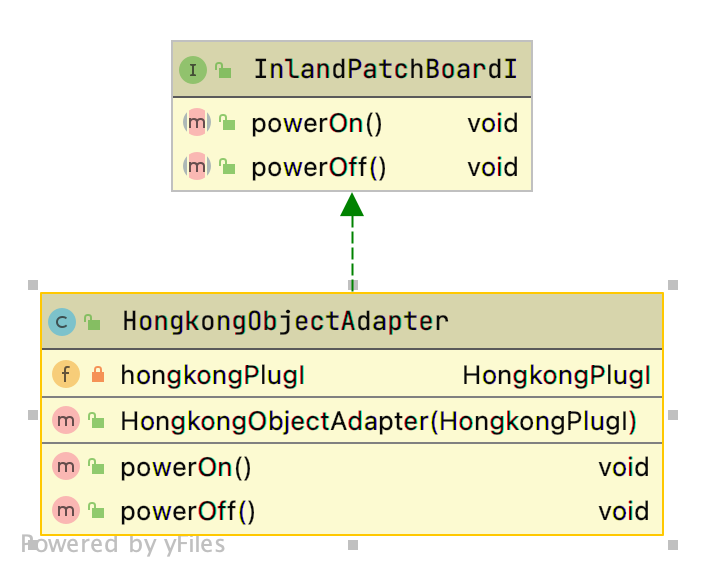 I InlandPatchBoardI
m powerOn() void
m powerOff() void
C HongkongObjectAdapter
f hongkongPlugI HongkongPlugI
m HongkongObjectAdapter(HongkongPlugI)
m powerOn() void
m powerOff() void
Powered by yFiles